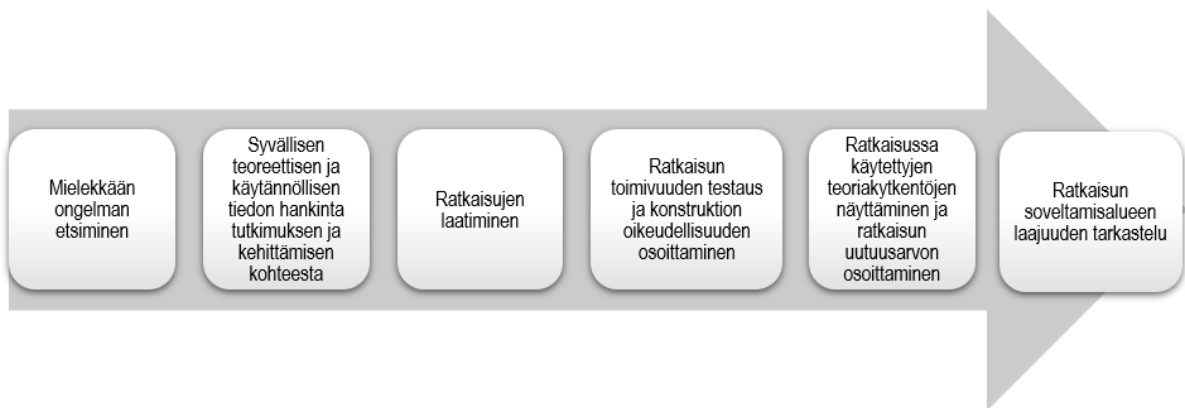 Mielekkään
ongelman
etsiminen
Syvällisen
teoreettisen ja
käytännöllisen
tiedon hankinta
tutkimuksen ja
kehittämisen
kohteesta
Ratkaisujen
laatiminen
Ratkaisun
toimivuuden testaus
ja konstruktion
oikeudellisuuden
osoittaminen
Ratkaisussa
käytettyjen
teoriakytkentöjen
näyttäminen ja
ratkaisun
uutuusarvon
osoittaminen
Ratkaisun
soveltamisalueen
laajuuden tarkastelu